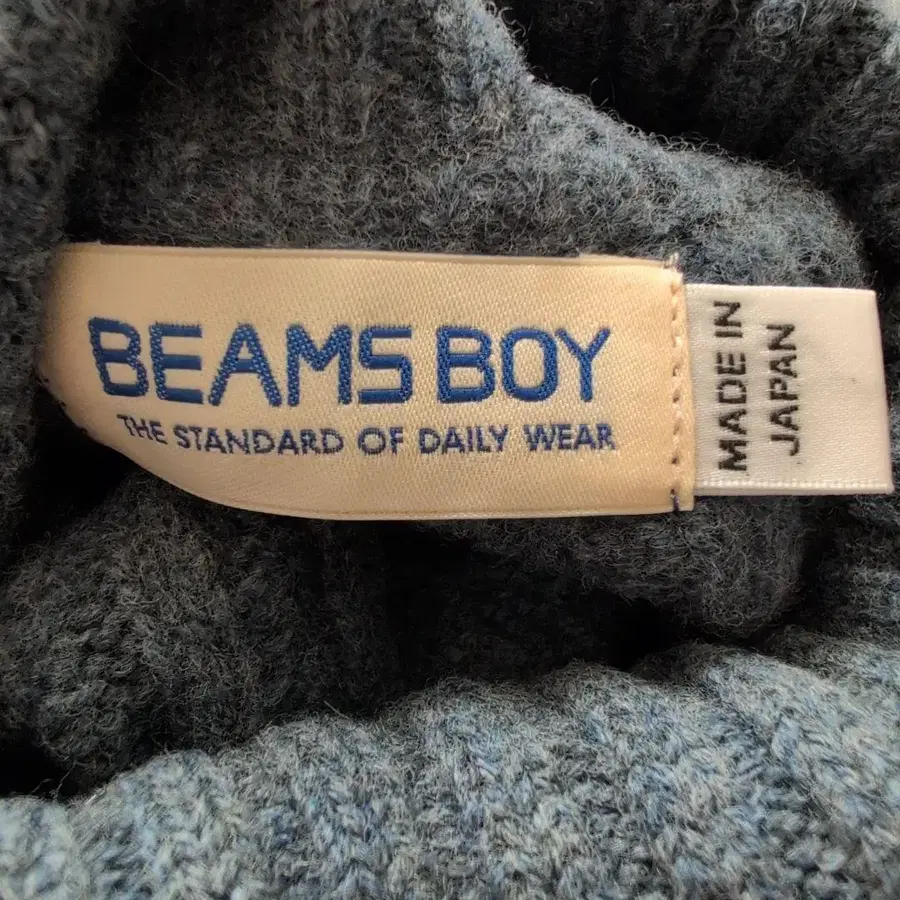 BEAMS BOY
THE STANDARD OF DAILY WEAR
MADE IN
JAPAN